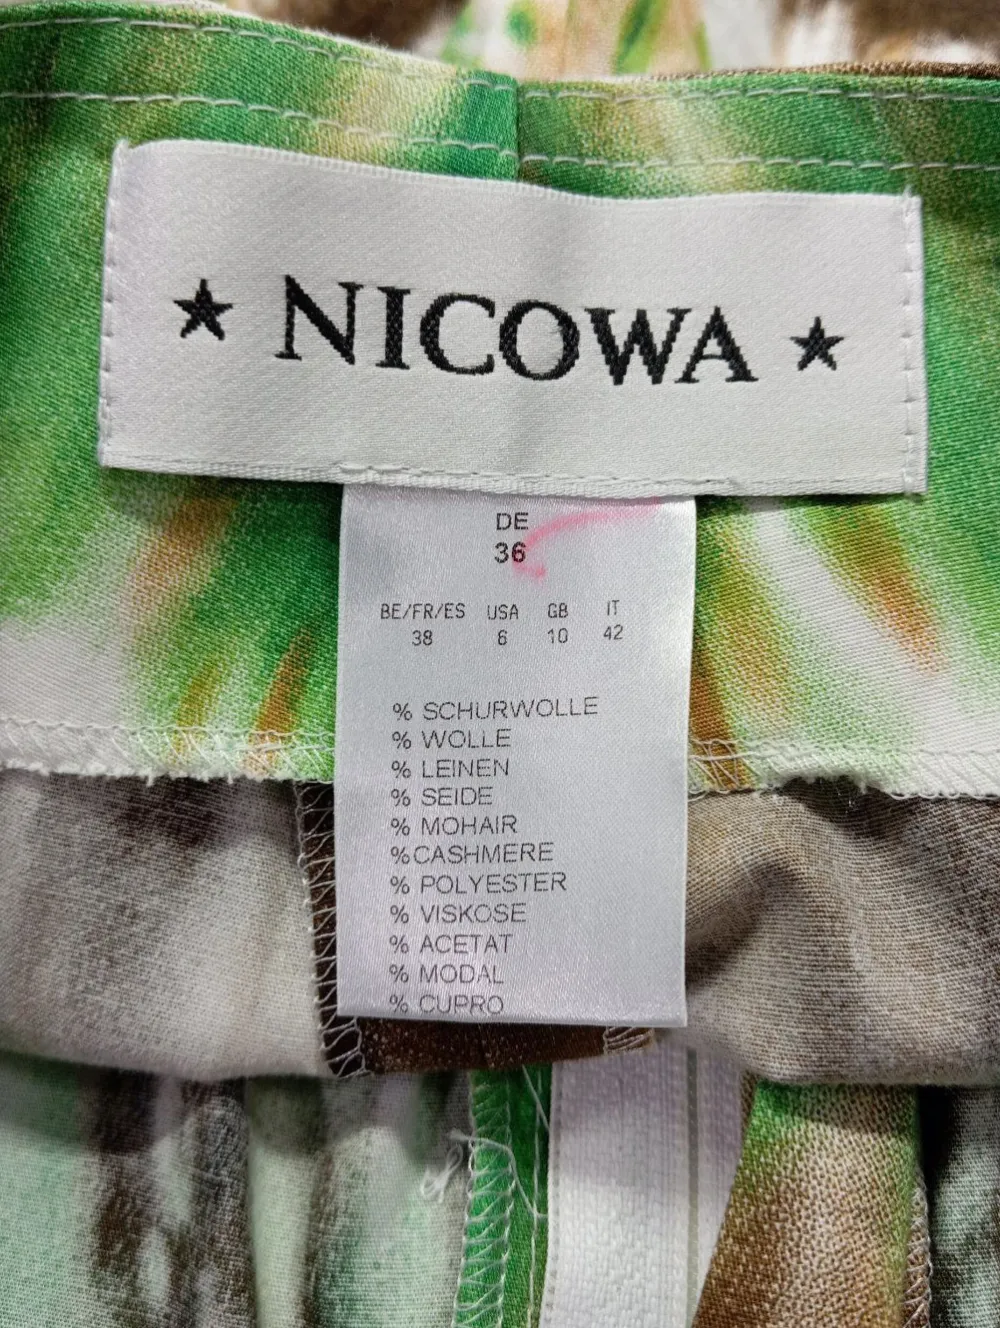 ★ NICOWA ★
DE
36
BE/FR/ES USA GB IT
38 6 10 42
% SCHURWOLLE
% WOLLE
% LEINEN
% SEIDE
% MOHAIR
%CASHMERE
% POLYESTER
% VISKOSE
% ACETAT
% MODAL
% CUPRO